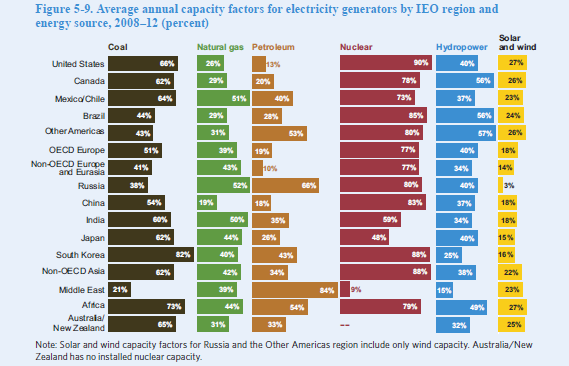 Figure 5-9. Average annual capacity factors for electricity generators by IEO region and
energy source, 2008–12 (percent)
Coal Natural gas Petroleum Nuclear Hydropower Solar
and wind
United States 66% 26% 13% 90% 40% 27%
Canada 62% 29% 20% 78% 56% 26%
Mexico/Chile 64% 51% 40% 73% 37% 23%
Brazil 44% 29% 28% 85% 56% 24%
Other Americas 43% 31% 53% 80% 57% 26%
OECD Europe 51% 39% 19% 77% 40% 18%
Non-OECD Europe
and Eurasia 41% 43% 10% 77% 34% 14%
Russia 38% 52% 66% 80% 40% 3%
China 54% 19% 18% 83% 37% 18%
India 60% 50% 35% 59% 34% 18%
Japan 62% 44% 26% 48% 40% 15%
South Korea 82% 40% 43% 88% 25% 16%
Non-OECD Asia 62% 42% 34% 88% 38% 22%
Middle East 21% 39% 84% 9% 15% 23%
Africa 73% 44% 54% 79% 49% 27%
Australia/
New Zealand 65% 31% 33% -- 32% 25%
Note: Solar and wind capacity factors for Russia and the Other Americas region include only wind capacity. Australia/New
Zealand has no installed nuclear capacity.